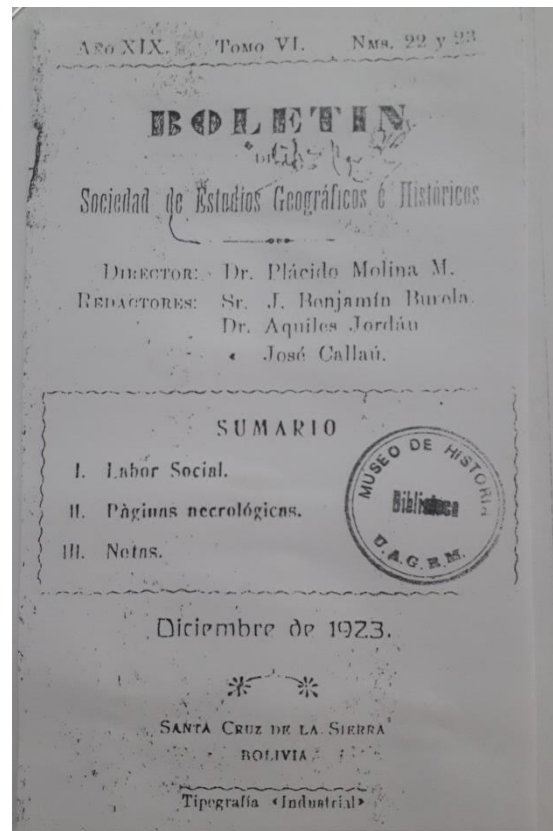 Año XIX. Tomo VI. Nms. 22 y 23
BOLETIN
Sociedad de Estudios Geográficos é Históricos
Director: Dr. Plácido Molina M.
Redactores: Sr. J. Benjamín Burela.
Dr. Aquiles Jordán
« José Callaú.
SUMARIO
I. Labor Social.
II. Pàginas necrológicas.
III. Notas.
MUSEO DE HISTORIA
Biblioteca
U.A.G.R.M.
Diciembre de 1923.
Santa Cruz de la Sierra
BOLIVIA
Tipografía «Industrial»